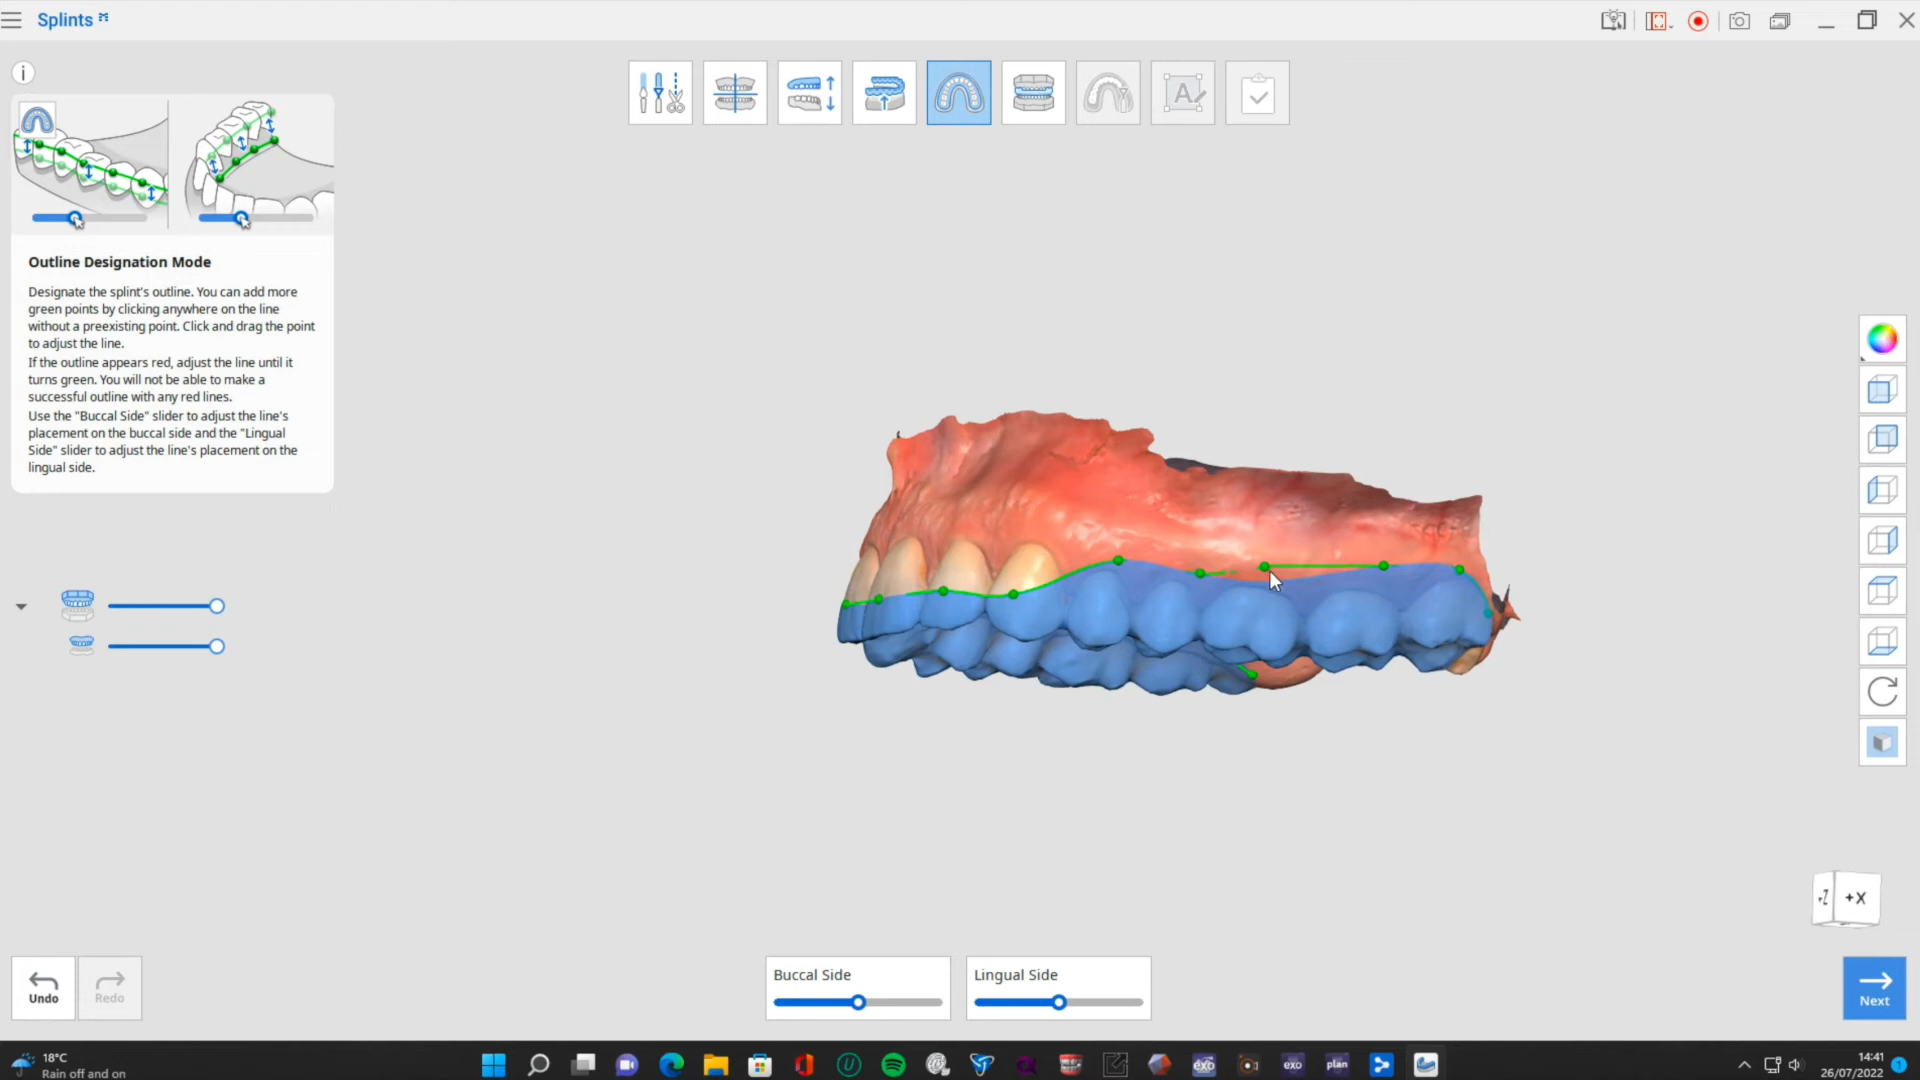 Splints
i
A
Outline Designation Mode
Designate the splint's outline. You can add more
green points by clicking anywhere on the line
without a preexisting point. Click and drag the point
to adjust the line.
If the outline appears red, adjust the line until it
turns green. You will not be able to make a
successful outline with any red lines.
Use the "Buccal Side" slider to adjust the line's
placement on the buccal side and the "Lingual
Side" slider to adjust the line's placement on the
lingual side.
+X
Undo
Redo
Buccal Side
Lingual Side
Next
18°C
Rain off and on
exo
exo
plan
14:41
26/07/2022
1